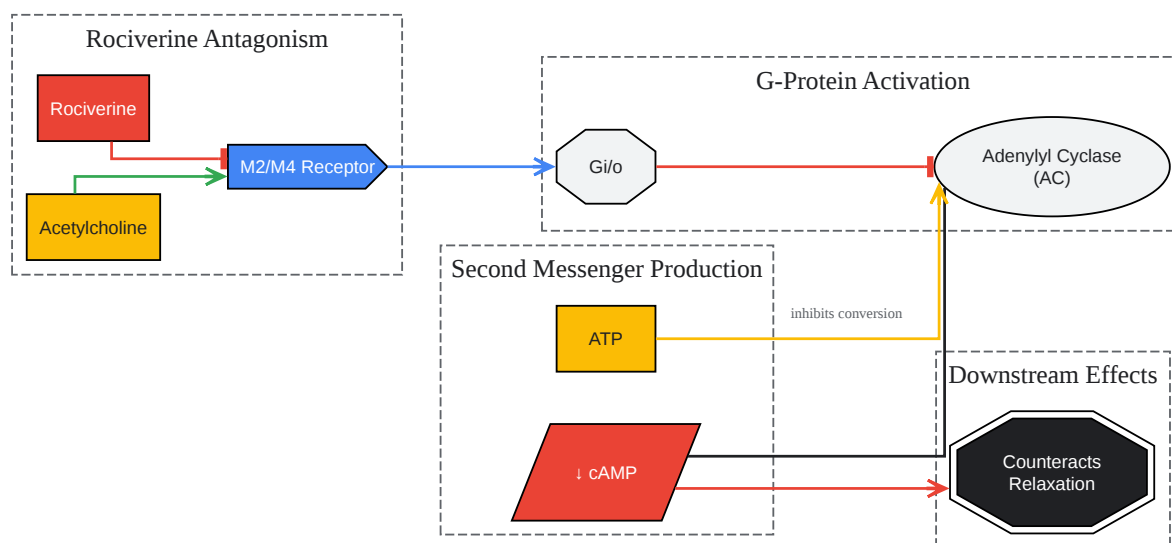 Rociverine Antagonism
Rociverine
M2/M4 Receptor
Acetylcholine
G-Protein Activation
Gi/o
Adenylyl Cyclase
(AC)
Second Messenger Production
ATP
inhibits conversion
↓ cAMP
Downstream Effects
Counteracts
Relaxation